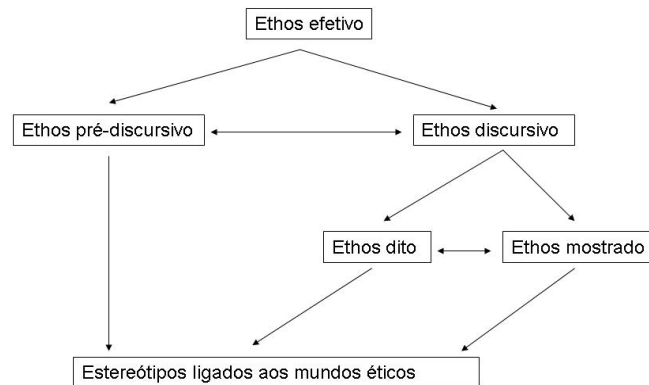 Ethos efetivo
Ethos pré-discursivo
Ethos discursivo
Ethos dito
Ethos mostrado
Estereótipos ligados aos mundos éticos